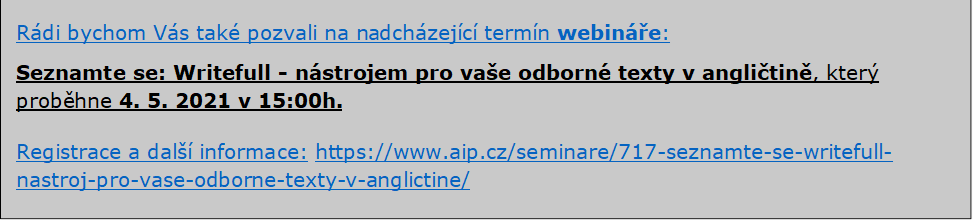 Rádi bychom Vás také pozvali na nadcházející termín webináře:
Seznamte se: Writefull - nástrojem pro vaše odborné texty v angličtině, který
proběhne 4. 5. 2021 v 15:00h.
Registrace a další informace: https://www.aip.cz/seminare/717-seznamte-se-writefull-
nastroj-pro-vase-odborne-texty-v-anglictine/